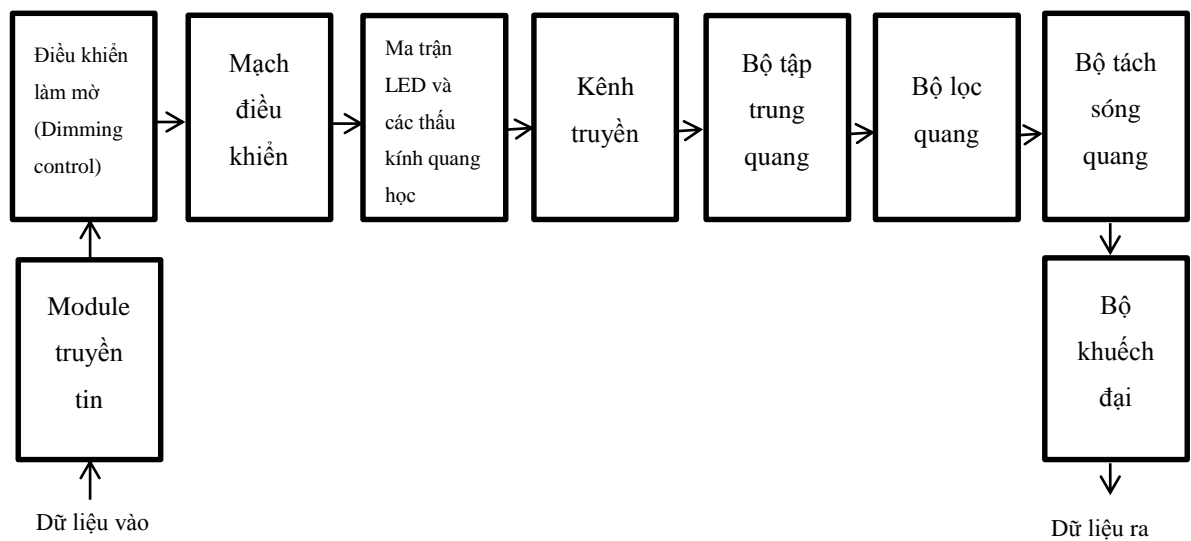 Điều khiển
làm mờ
(Dimming
control)
Mạch
điều
khiển
Ma trận
LED và
các thấu
kính quang
học
Kênh
truyền
Bộ tập
trung
quang
Bộ lọc
quang
Bộ tách
sóng
quang
Module
truyền
tin
Bộ
khuếch
đại
Dữ liệu vào
Dữ liệu ra